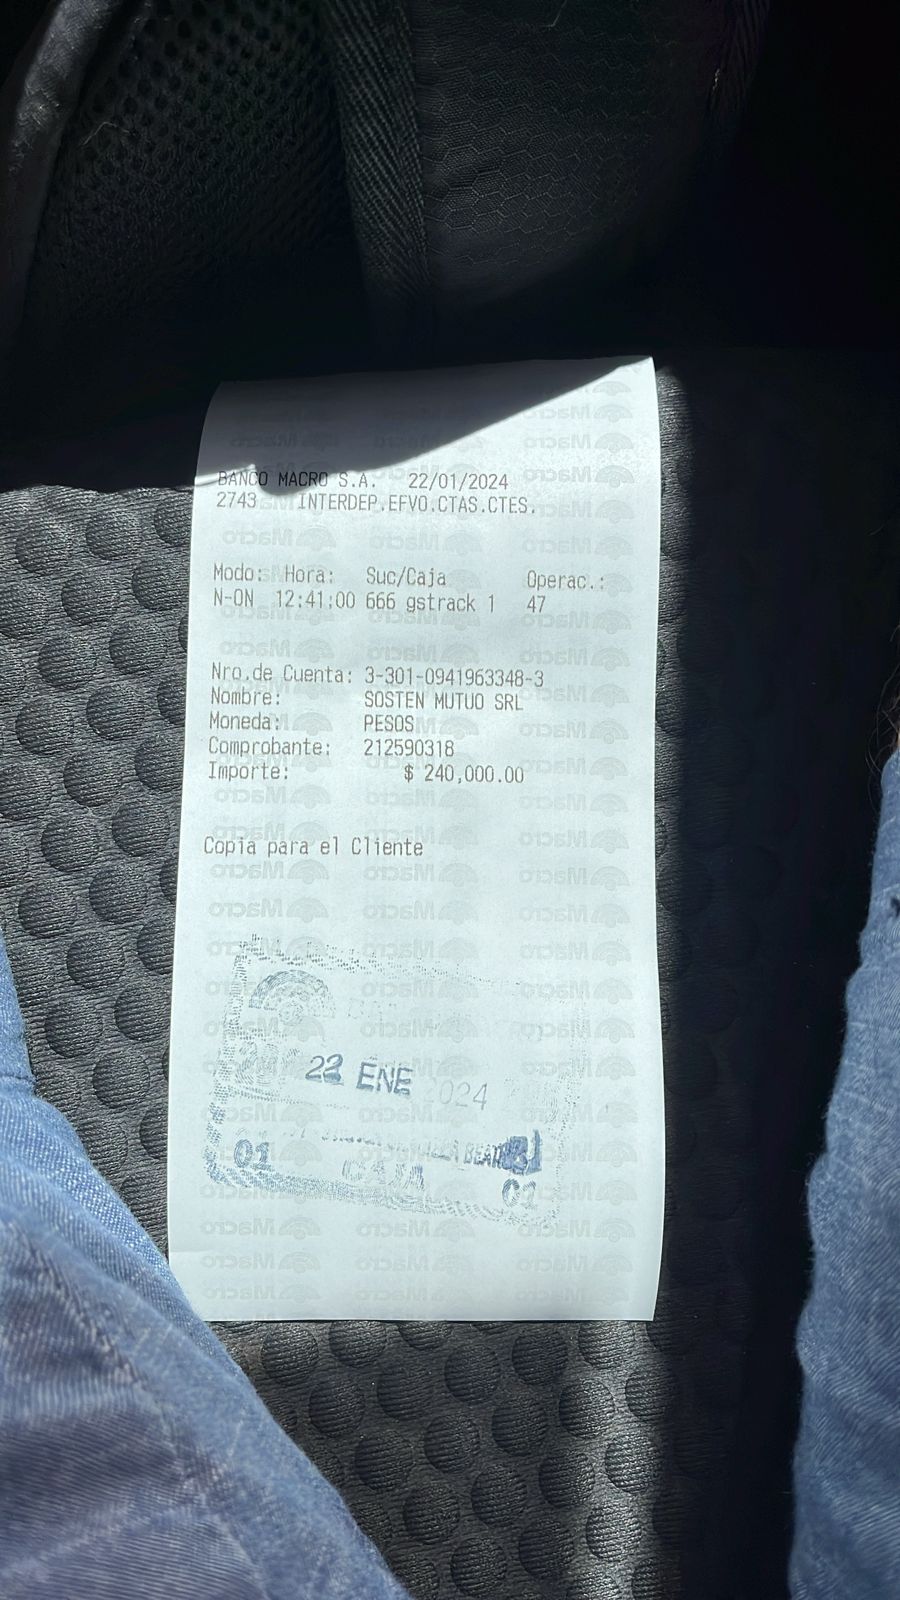 BANCO MACRO S.A. 22/01/2024
2743 INTERDEP.EFVO.CTAS.CTES.
Modo: Hora: Suc/Caja Operac.:
N-ON 12:41:00 666 gstrack 1 47
Nro.de Cuenta: 3-301-0941963348-3
Nombre: SOSTEN MUTUO SRL
Moneda: PESOS
Comprobante: 212590318
Importe: $ 240,000.00
Copia para el Cliente
22 ENE 2024
01 CAJA 01